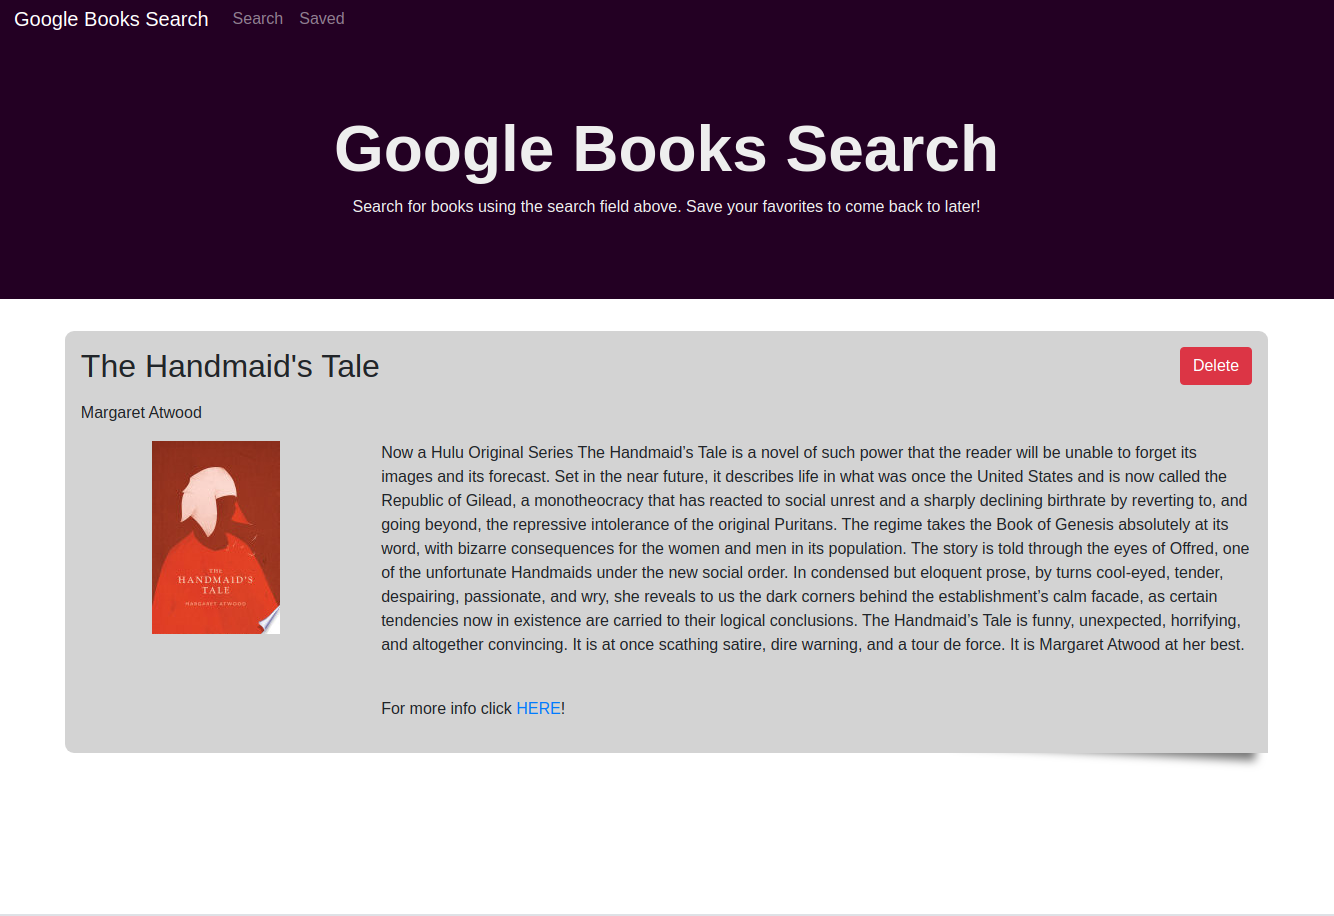 Google Books Search Search Saved
Google Books Search
Search for books using the search field above. Save your favorites to come back to later!
The Handmaid's Tale
Delete
Margaret Atwood
THE
HANDMAID'S
TALE
MARGARET ATWOOD
Now a Hulu Original Series The Handmaid’s Tale is a novel of such power that the reader will be unable to forget its
images and its forecast. Set in the near future, it describes life in what was once the United States and is now called the
Republic of Gilead, a monotheocracy that has reacted to social unrest and a sharply declining birthrate by reverting to, and
going beyond, the repressive intolerance of the original Puritans. The regime takes the Book of Genesis absolutely at its
word, with bizarre consequences for the women and men in its population. The story is told through the eyes of Offred, one
of the unfortunate Handmaids under the new social order. In condensed but eloquent prose, by turns cool-eyed, tender,
despairing, passionate, and wry, she reveals to us the dark corners behind the establishment’s calm facade, as certain
tendencies now in existence are carried to their logical conclusions. The Handmaid’s Tale is funny, unexpected, horrifying,
and altogether convincing. It is at once scathing satire, dire warning, and a tour de force. It is Margaret Atwood at her best.
For more info click HERE!